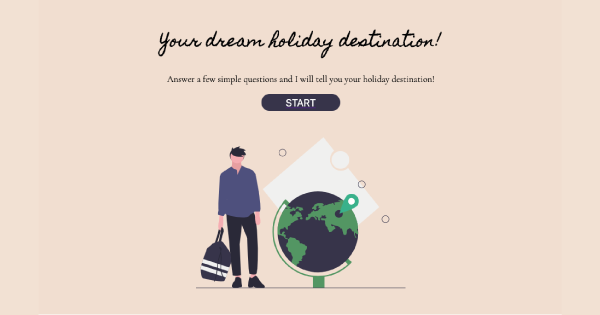 Your dream holiday destination!
Answer a few simple questions and I will tell you your holiday destination!
START